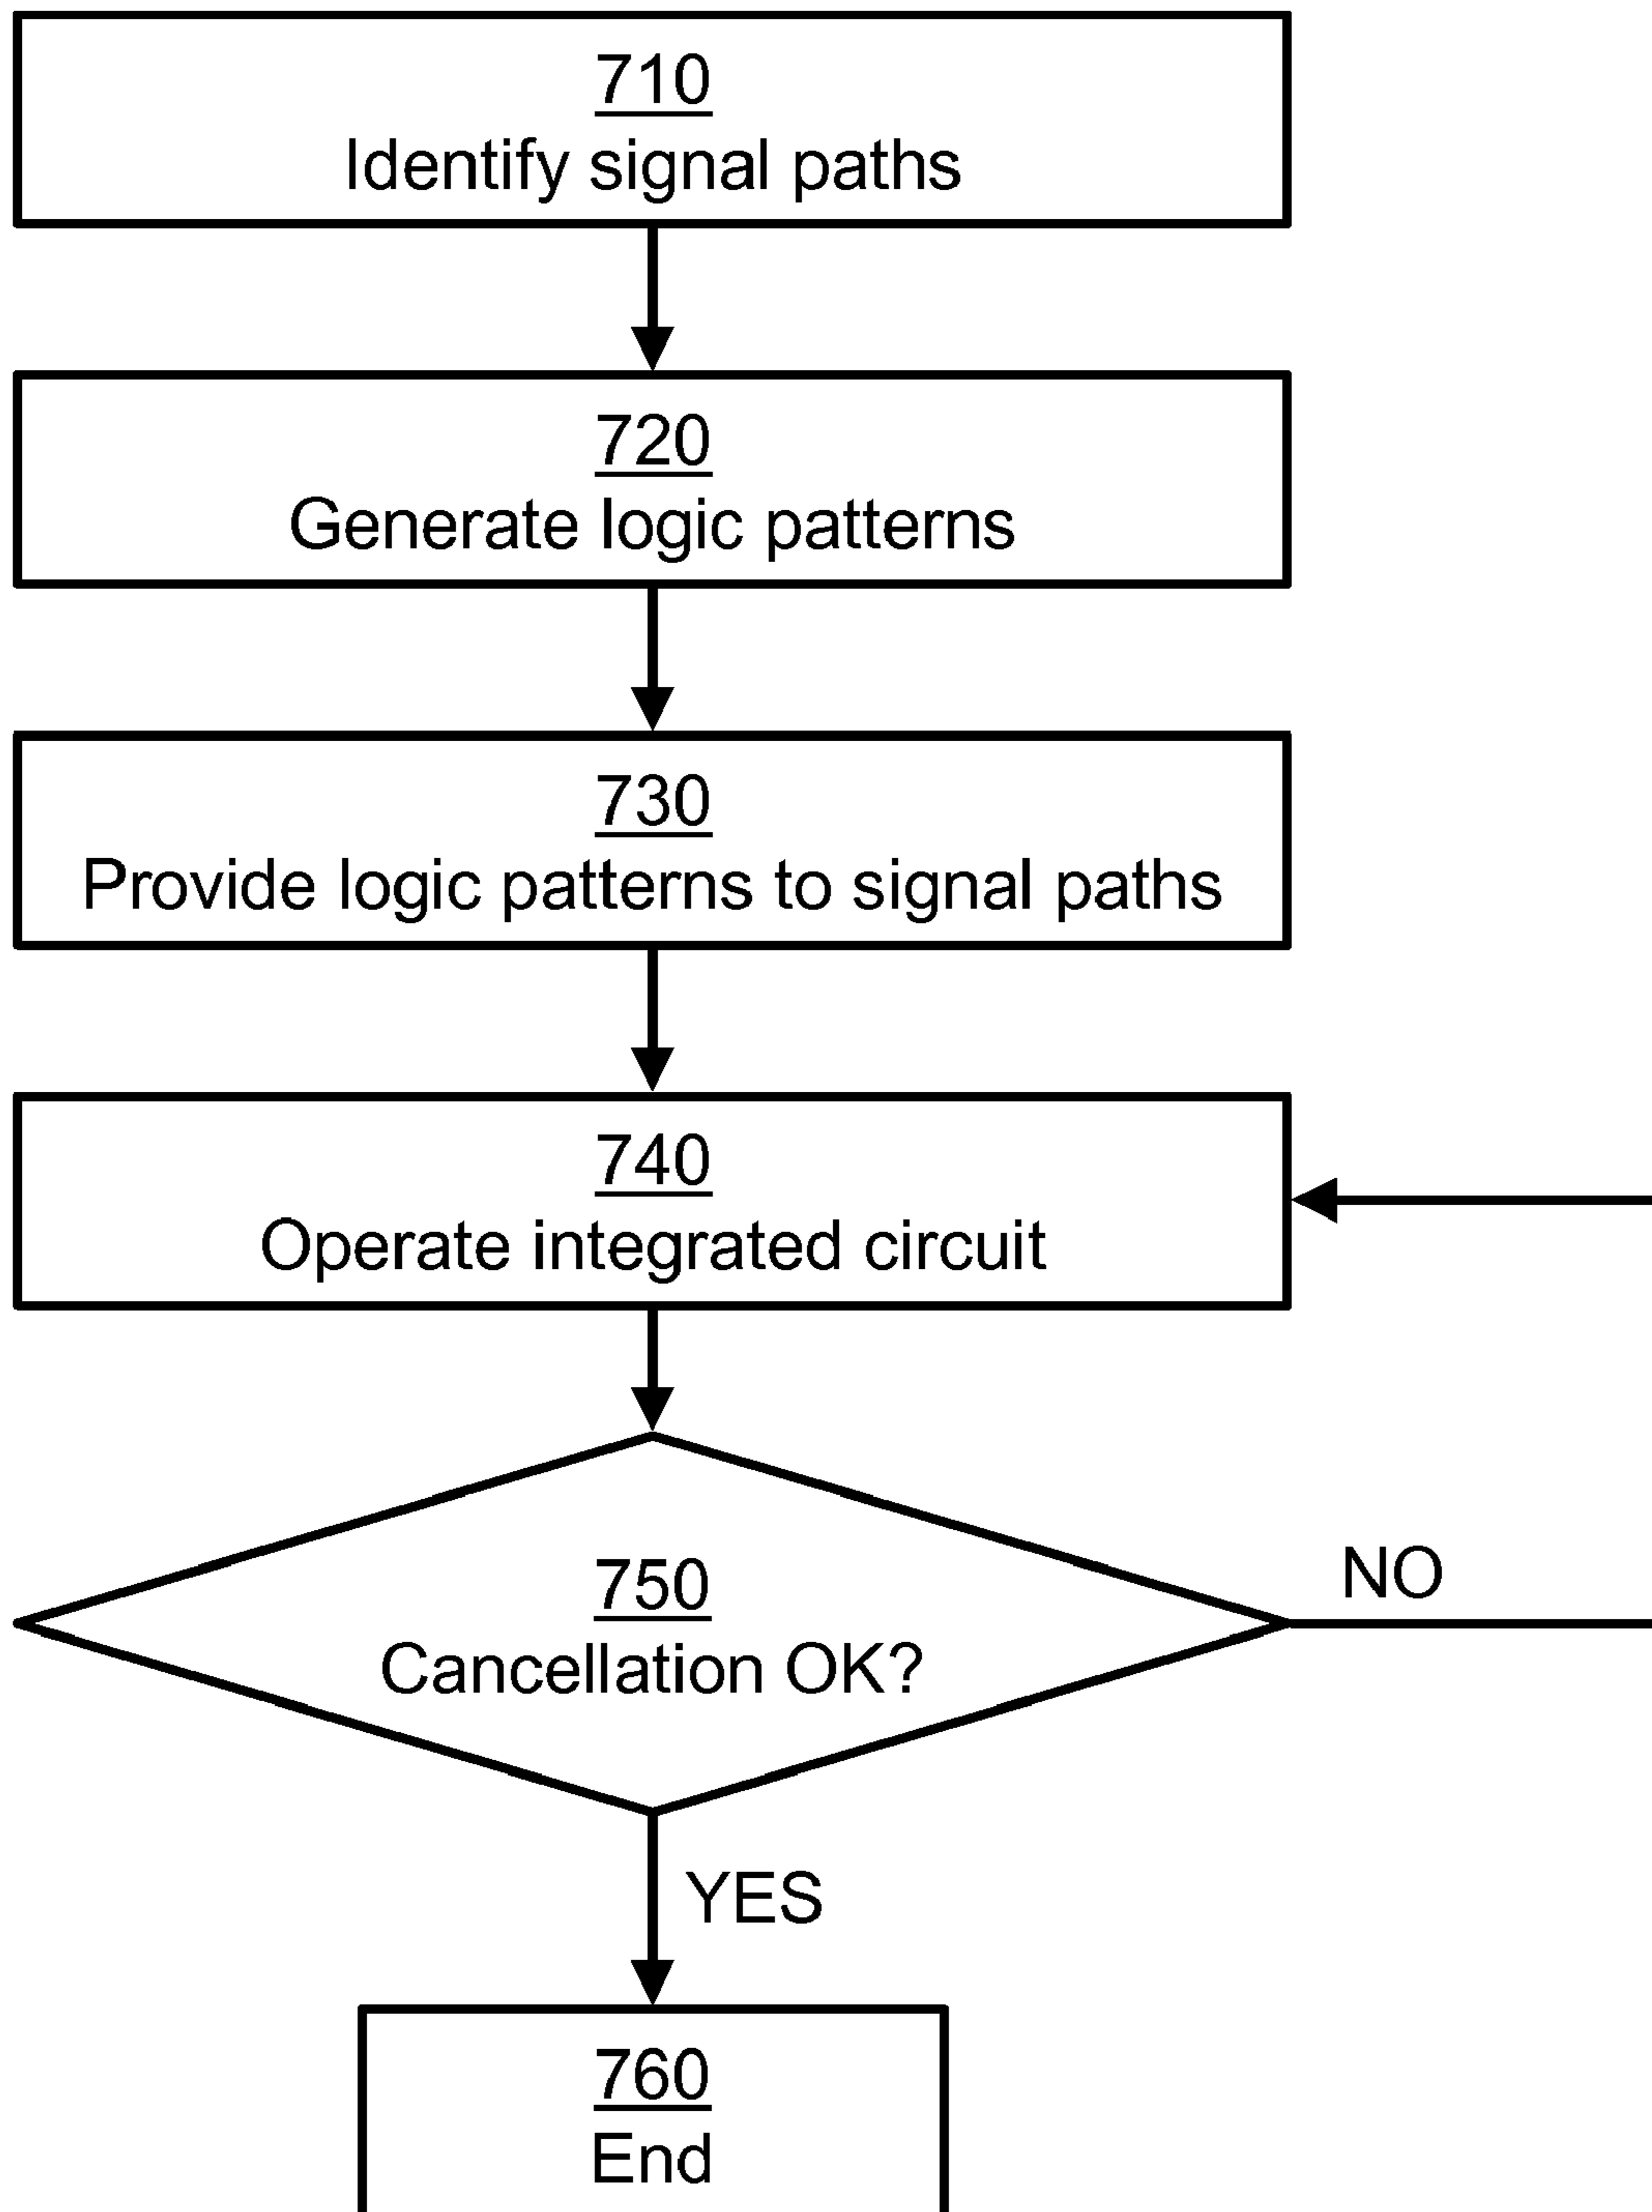 710
Identify signal paths
720
Generate logic patterns
730
Provide logic patterns to signal paths
740
Operate integrated circuit
750
Cancellation OK?
NO
YES
760
End